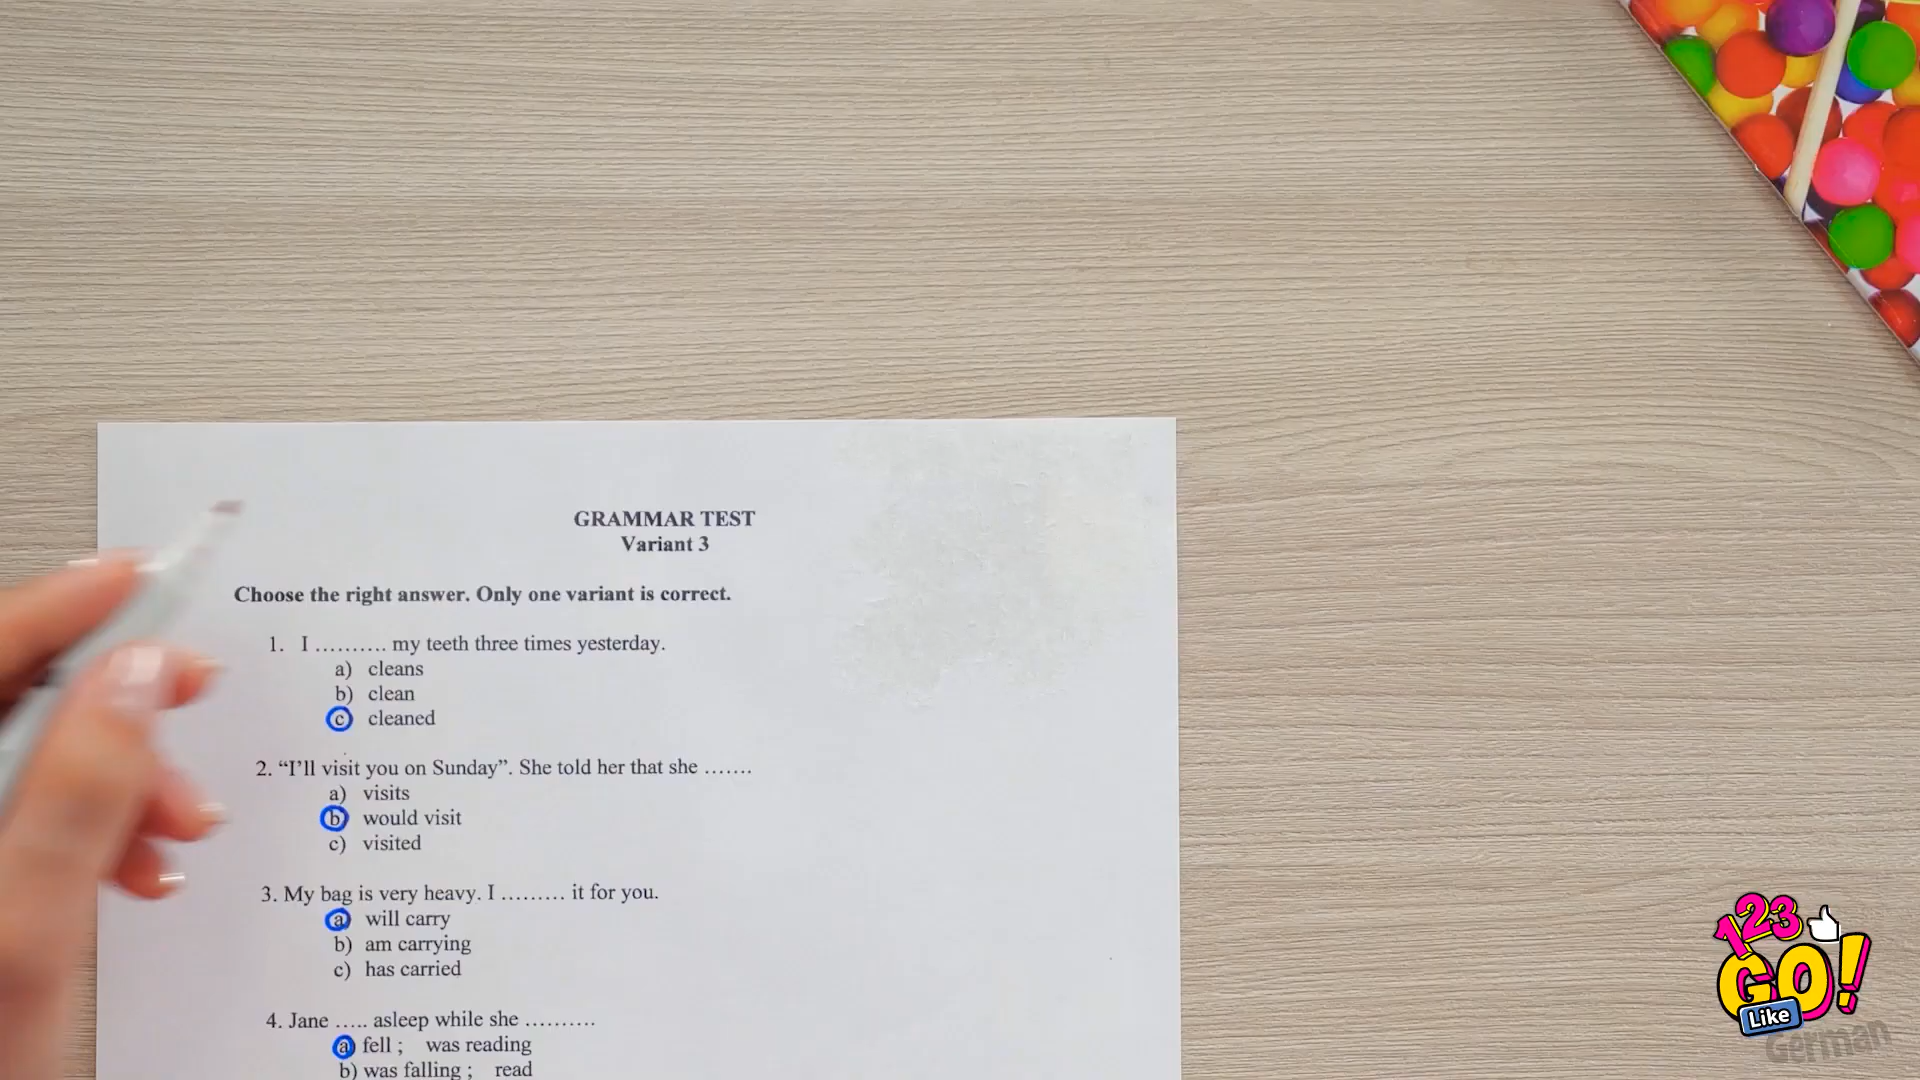 GRAMMAR TEST
Variant 3
Choose the right answer. Only one variant is correct.
1. I .......... my teeth three times yesterday.
a) cleans
b) clean
c) cleaned
2. “I’ll visit you on Sunday”. She told her that she .......
a) visits
b) would visit
c) visited
3. My bag is very heavy. I ......... it for you.
a) will carry
b) am carrying
c) has carried
4. Jane ..... asleep while she ..........
a) fell ; was reading
b) was falling ; read
123
GO!
Like
German